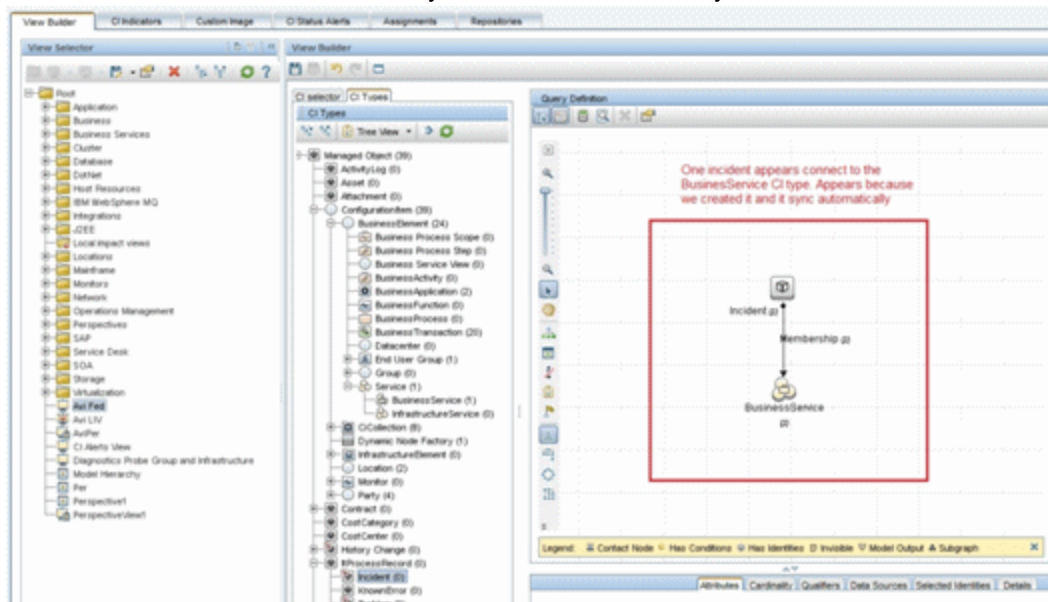 View Builder
CI Indicators
Custom Image
CI Status Alerts
Assignments
Repositories
View Selector
Root
Application
Business
Business Services
Cluster
Database
DotNet
Host Resources
IBM WebSphere MQ
Integrations
J2EE
Local impact views
Locations
Mainframe
Monitors
Network
Operations Management
Perspectives
SAP
Service Desk
SOA
Storage
Virtualization
Avi Fed
Avi LIV
AviPer
CI Alerts View
Diagnostics Probe Group and Infrastructure
Model Hierarchy
Per
Perspective1
PerspectiveView1
View Builder
CI selector
CI Types
CI Types
Tree View
Managed Object (39)
ActivityLog (0)
Asset (0)
Attachment (0)
ConfigurationItem (39)
BusinessElement (24)
Business Process Scope (0)
Business Process Step (0)
Business Service View (0)
BusinessActivity (0)
BusinessApplication (2)
BusinessFunction (0)
BusinessProcess (0)
BusinessTransaction (20)
Datacenter (0)
End User Group (1)
Group (0)
Service (1)
BusinessService (1)
InfrastructureService (0)
CiCollection (8)
Dynamic Node Factory (1)
InfrastructureElement (0)
Location (2)
Monitor (0)
Party (4)
Contract (0)
CostCategory (0)
CostCenter (0)
History Change (0)
ItProcessRecord (0)
Incident (0)
KnownError (0)
Query Definition
One incident appears connect to the
BusinesService CI type. Appears because
we created it and it sync automatically
Incident
Membership
BusinessService
Legend: Contact Node Has Conditions Has Identities Invisible Model Output Subgraph
Attributes
Cardinality
Qualifiers
Data Sources
Selected Identities
Details